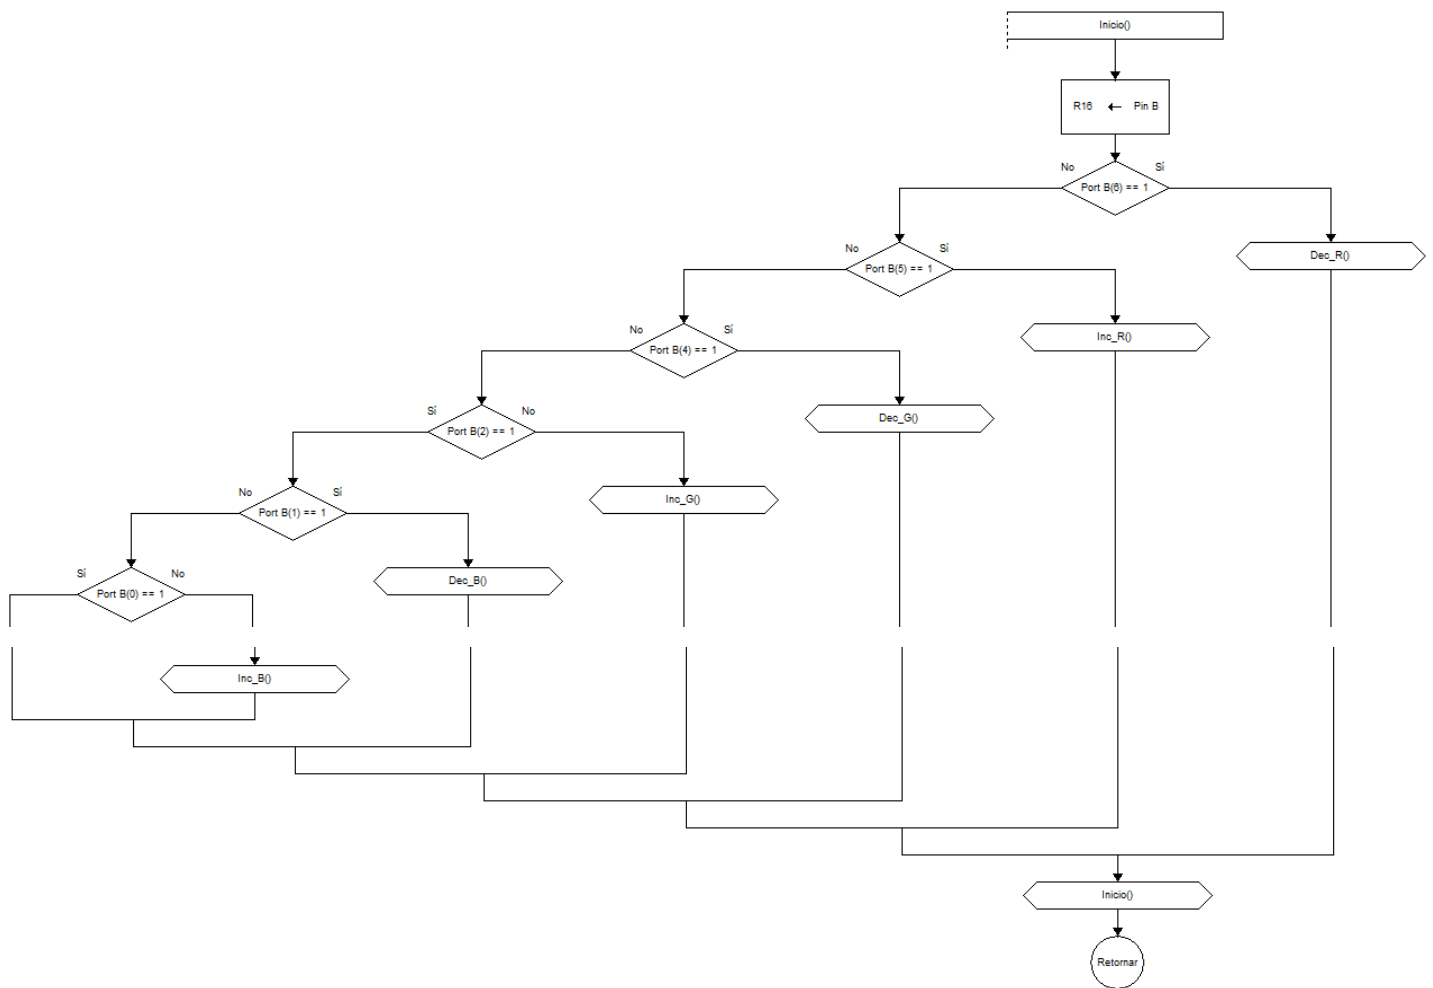 Inicio()
R16 ← Pin B
No Sí
Port B(6) == 1
No Sí
Port B(5) == 1
Dec_R()
No Sí
Port B(4) == 1
Inc_R()
Sí No
Port B(2) == 1
Dec_G()
No Sí
Port B(1) == 1
Inc_G()
Sí No
Port B(0) == 1
Dec_B()
Inc_B()
Inicio()
Retornar